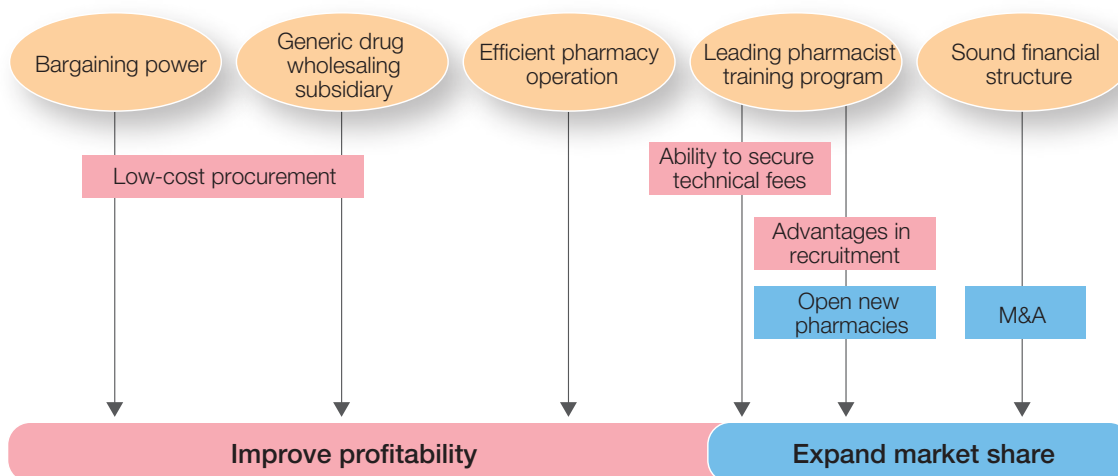 Bargaining power
Generic drug
wholesaling
subsidiary
Efficient pharmacy
operation
Leading pharmacist
training program
Sound financial
structure
Low-cost procurement
Ability to secure
technical fees
Advantages in
recruitment
Open new
pharmacies
M&A
Improve profitability
Expand market share